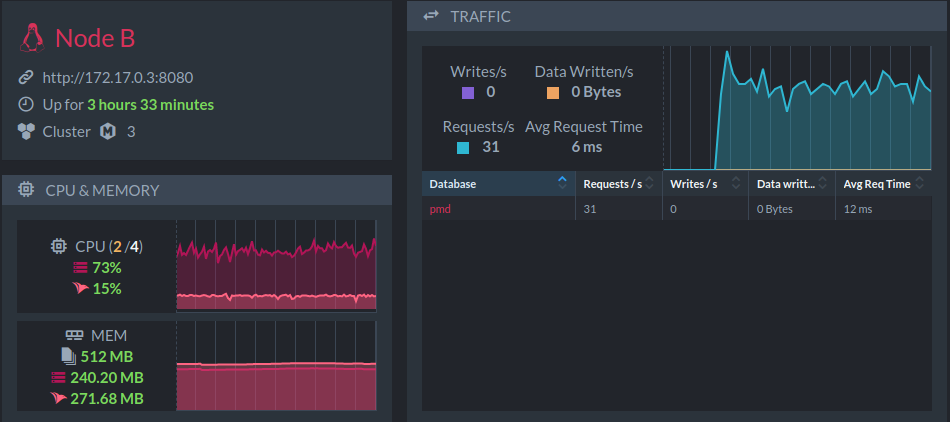 Node B
http://172.17.0.3:8080
Up for 3 hours 33 minutes
Cluster M 3
CPU & MEMORY
CPU (2 /4)
73%
15%
MEM
512 MB
240.20 MB
271.68 MB
TRAFFIC
Writes/s Data Written/s
0 0 Bytes
Requests/s Avg Request Time
31 6 ms
Database Requests / s Writes / s Data writt... Avg Req Time
pmd 31 0 0 Bytes 12 ms